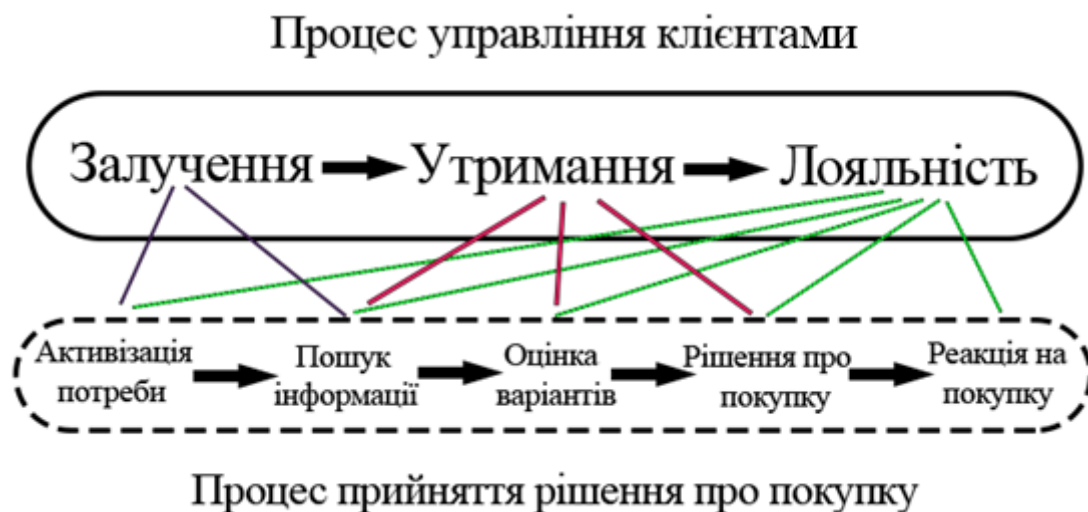 Процес управління клієнтами
Залучення Утримання Лояльність
Активізація потреби
Пошук інформації
Оцінка варіантів
Рішення про покупку
Реакція на покупку
Процес прийняття рішення про покупку